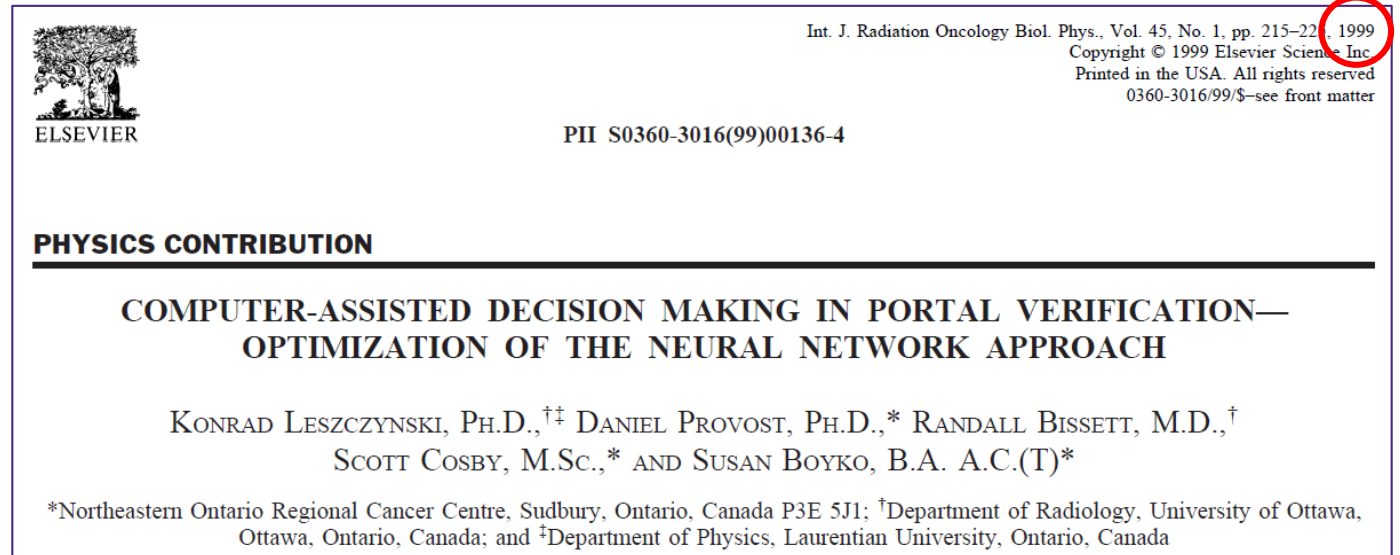 Int. J. Radiation Oncology Biol. Phys., Vol. 45, No. 1, pp. 1999
Copyright © 1999 Elsevier Science Inc.
Printed in the USA. All rights reserved
0360-3016/99/$–see front matter
ELSEVIER
PII S0360-3016(99)00136-4
PHYSICS CONTRIBUTION
COMPUTER-ASSISTED DECISION MAKING IN PORTAL VERIFICATION—
OPTIMIZATION OF THE NEURAL NETWORK APPROACH
KONRAD LESZCZYNSKI, PH.D.,†‡ DANIEL PROVOST, PH.D.,* RANDALL BISSETT, M.D.,†
SCOTT COSBY, M.SC.,* AND SUSAN BOYKO, B.A. A.C.(T)*
*Northeastern Ontario Regional Cancer Centre, Sudbury, Ontario, Canada P3E 5J1; †Department of Radiology, University of Ottawa,
Ottawa, Ontario, Canada; and ‡Department of Physics, Laurentian University, Ontario, Canada